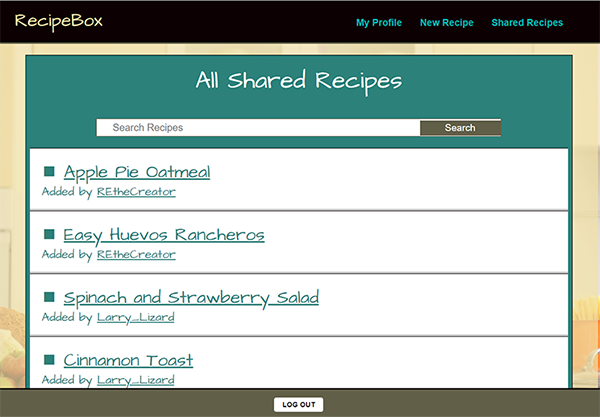 RecipeBox
My Profile New Recipe Shared Recipes
All Shared Recipes
Search Recipes Search
Apple Pie Oatmeal
Added by REtheCreator
Easy Huevos Rancheros
Added by REtheCreator
Spinach and Strawberry Salad
Added by Larry_Lizard
Cinnamon Toast
Added by Larry_Lizard
LOG OUT